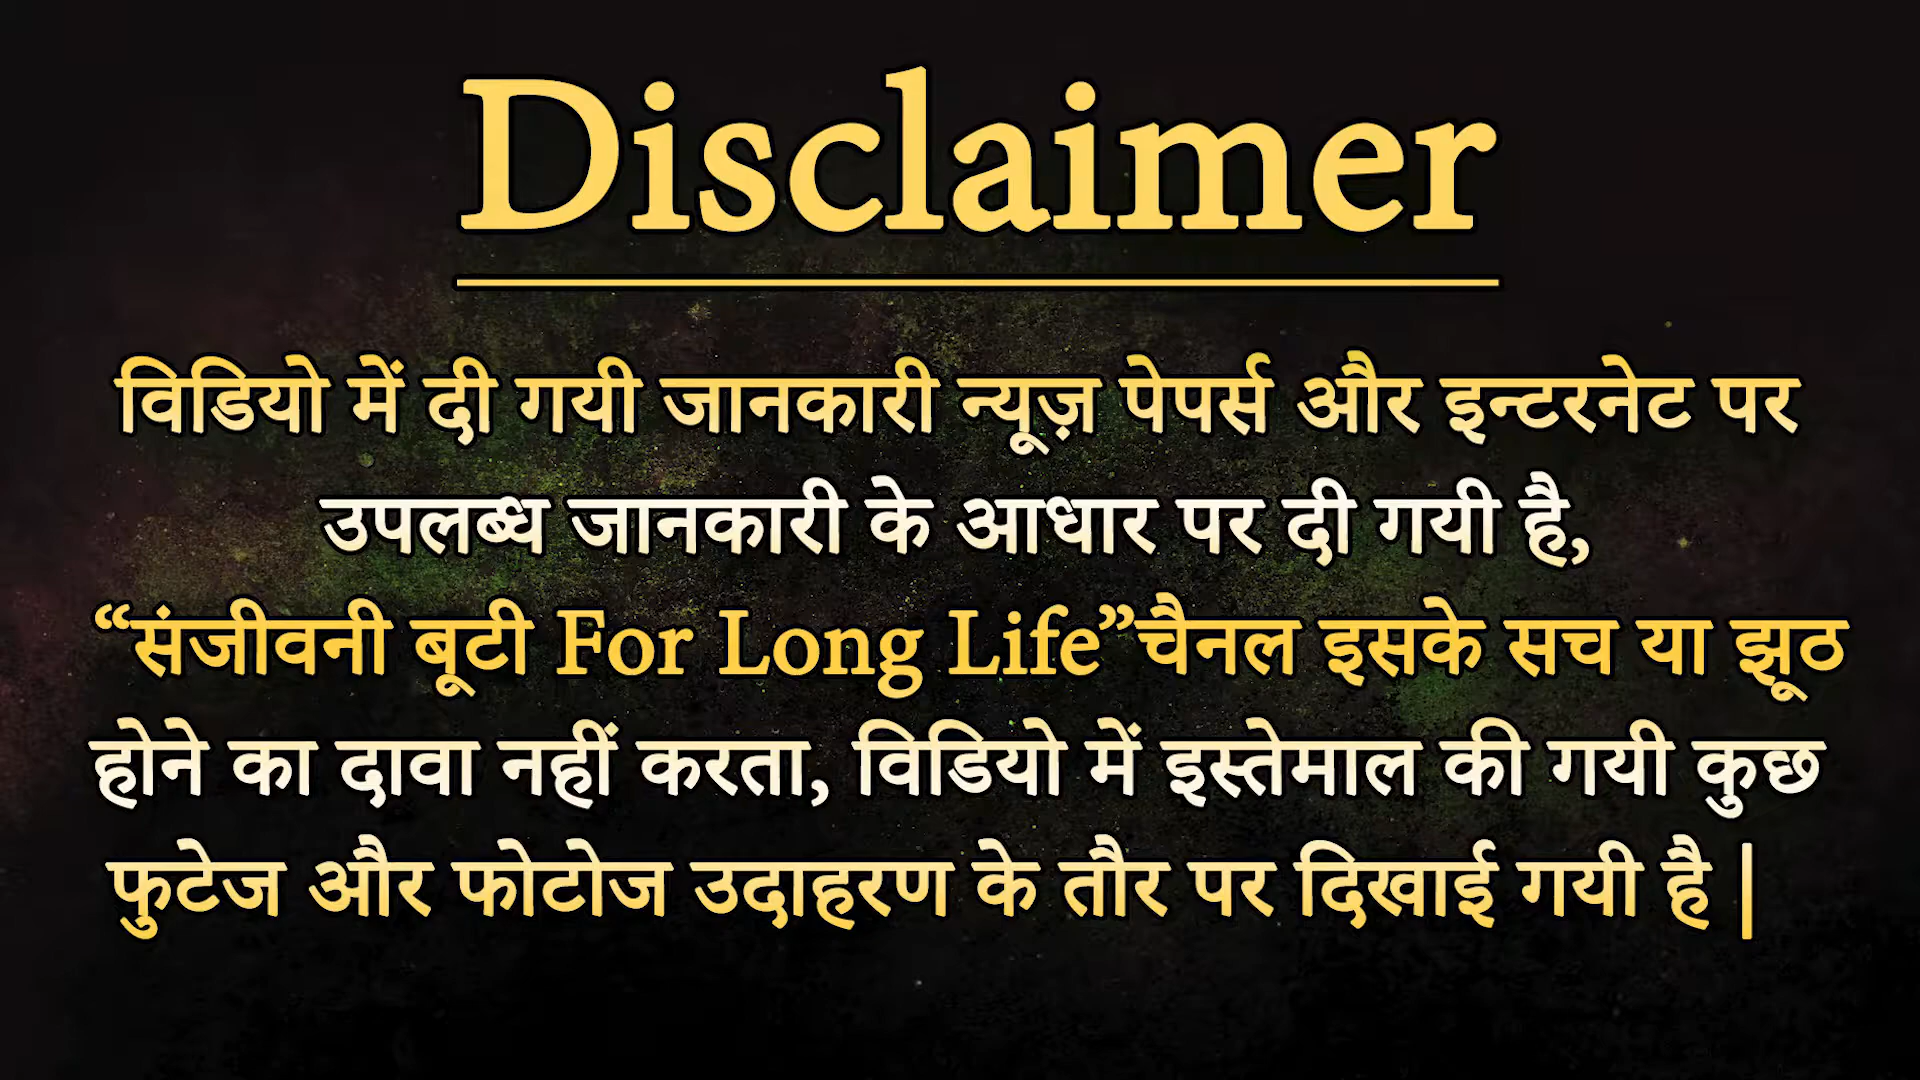 Disclaimer
विडियो में दी गयी जानकारी न्यूज़ पेपर्स और इन्टरनेट पर
उपलब्ध जानकारी के आधार पर दी गयी है,
“संजीवनी बूटी For Long Life”चैनल इसके सच या झूठ
होने का दावा नहीं करता, विडियो में इस्तेमाल की गयी कुछ
फुटेज और फोटोज उदाहरण के तौर पर दिखाई गयी है |